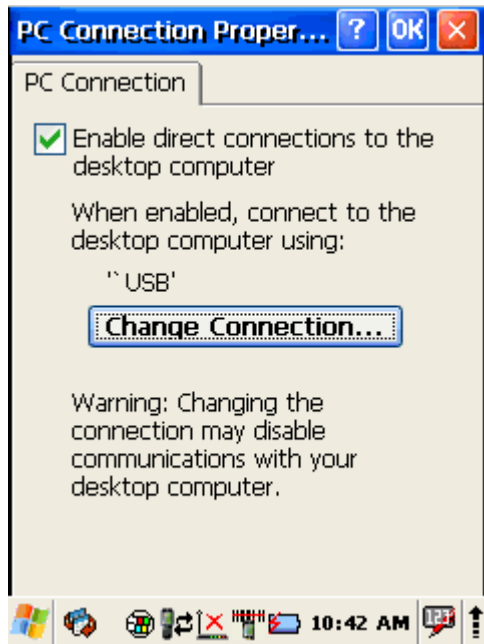 PC Connection Proper... ? OK
PC Connection
Enable direct connections to the
desktop computer
When enabled, connect to the
desktop computer using:
'`USB'
Change Connection...
Warning: Changing the
connection may disable
communications with your
desktop computer.
10:42 AM 123